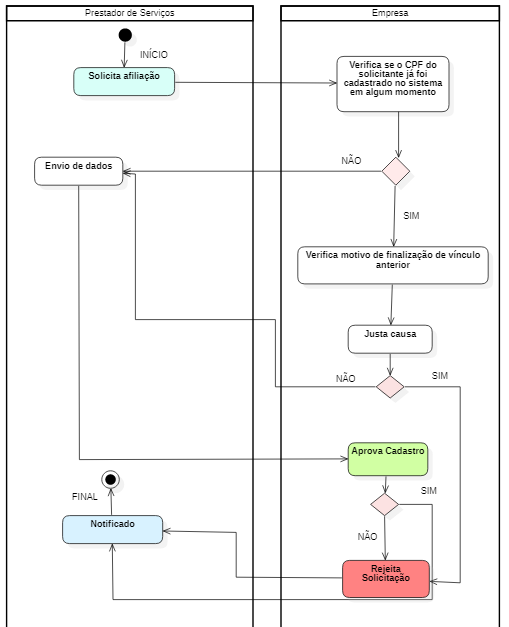 Prestador de Serviços
Empresa
INÍCIO
Solicita afiliação
Verifica se o CPF do
solicitante já foi
cadastrado no sistema
em algum momento
NÃO
Envio de dados
SIM
Verifica motivo de finalização de vínculo
anterior
Justa causa
NÃO
SIM
Aprova Cadastro
SIM
FINAL
Notificado
NÃO
Rejeita
Solicitação